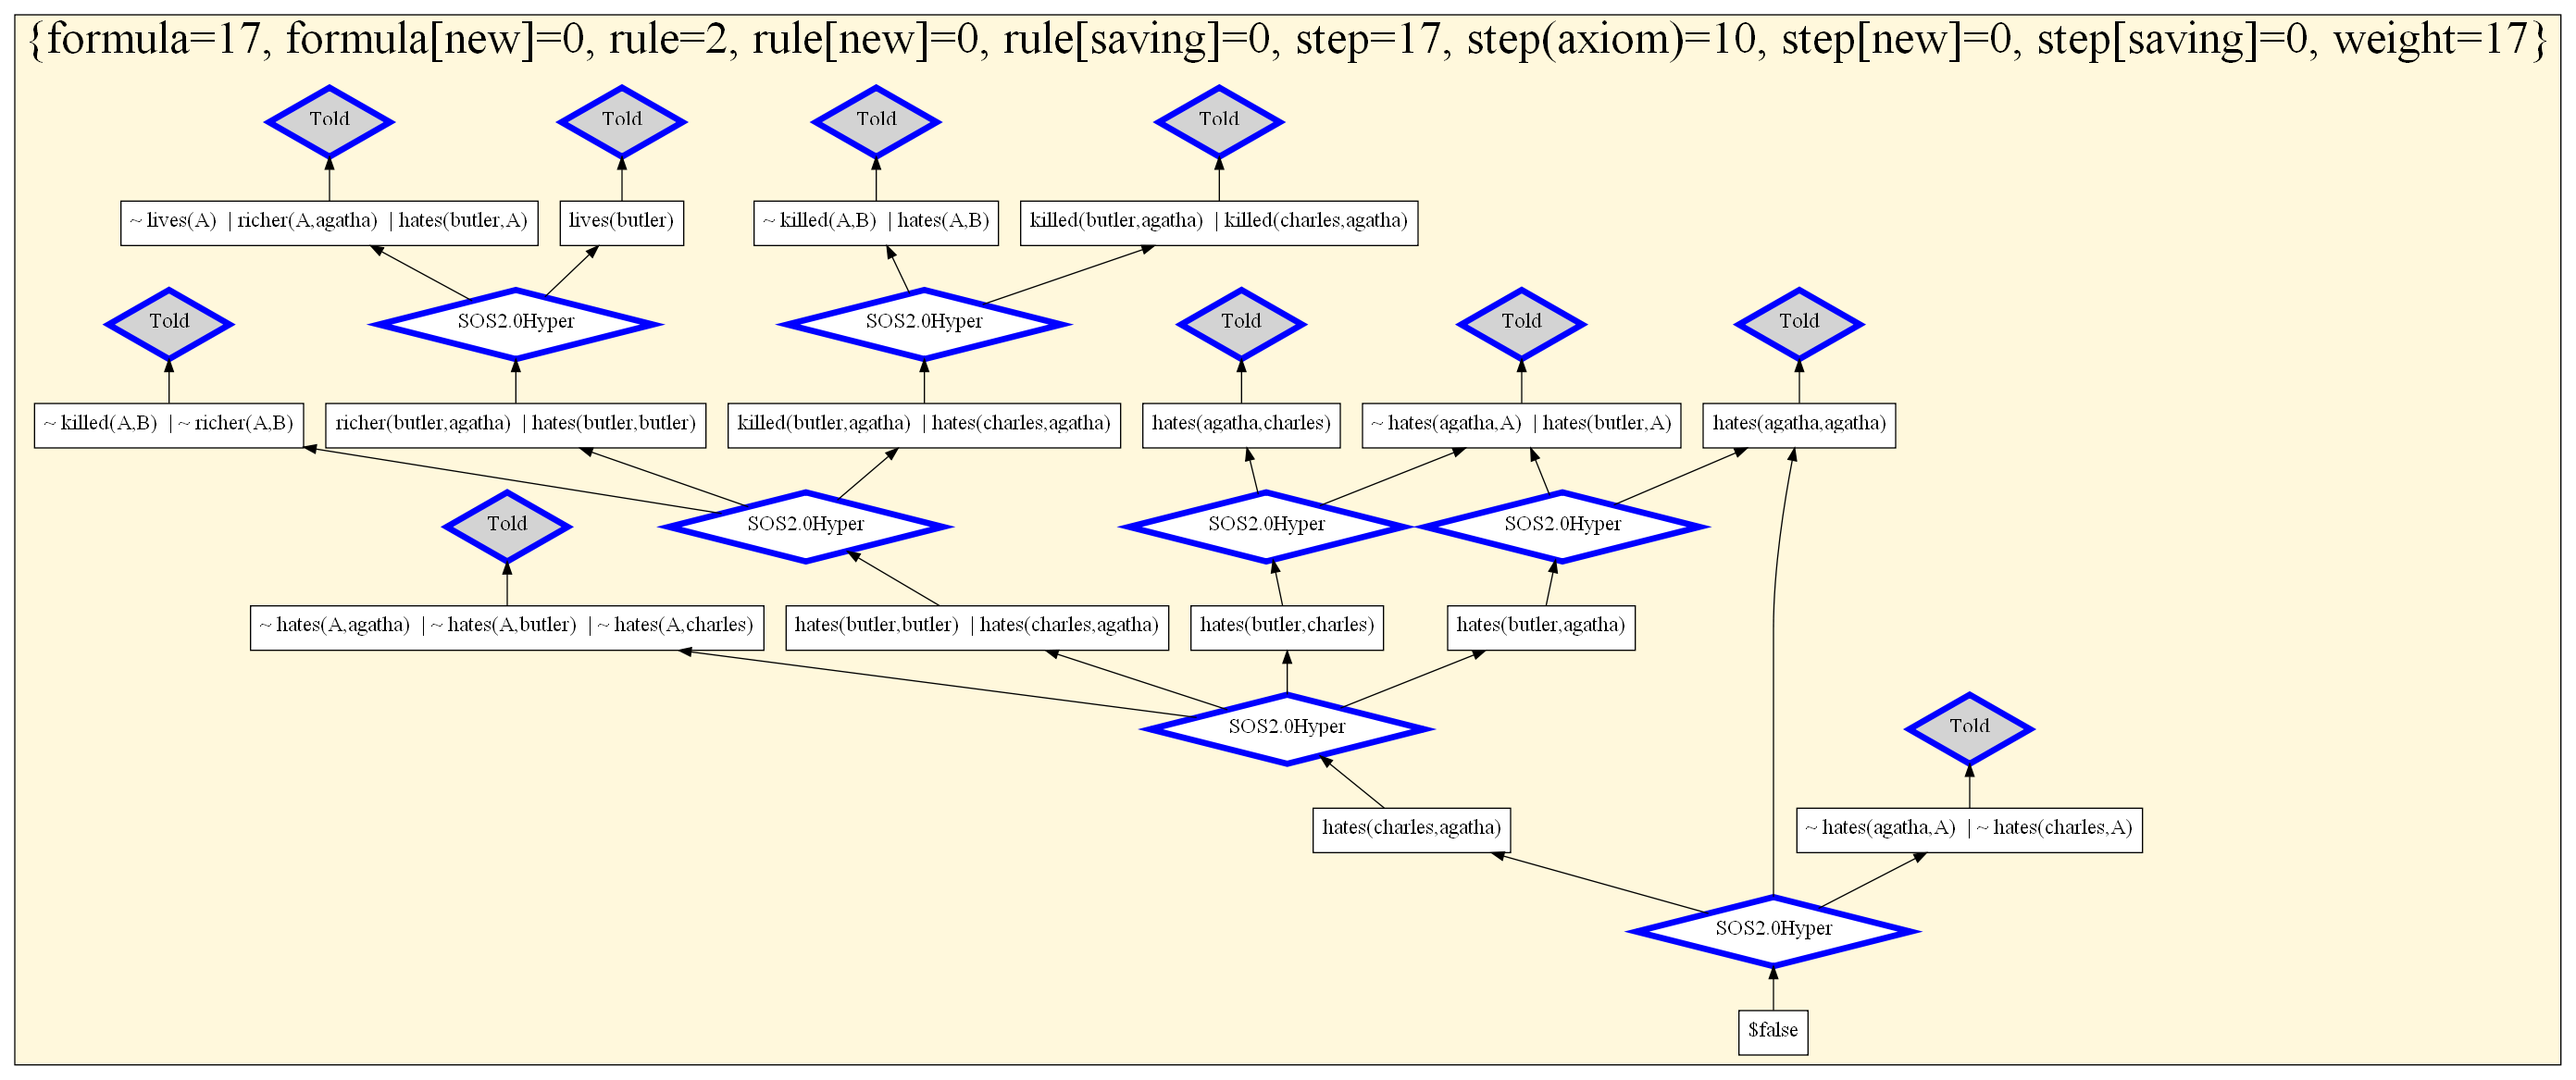 {formula=17, formula[new]=0, rule=2, rule[new]=0, rule[saving]=0, step=17, step(axiom)=10, step[new]=0, step[saving]=0, weight=17}
Told
Told
Told
Told
~ lives(A) | richer(A,agatha) | hates(butler,A)
lives(butler)
~ killed(A,B) | hates(A,B)
killed(butler,agatha) | killed(charles,agatha)
Told
SOS2.0Hyper
SOS2.0Hyper
Told
Told
Told
~ killed(A,B) | ~ richer(A,B)
richer(butler,agatha) | hates(butler,butler)
killed(butler,agatha) | hates(charles,agatha)
hates(agatha,charles)
~ hates(agatha,A) | hates(butler,A)
hates(agatha,agatha)
Told
SOS2.0Hyper
SOS2.0Hyper
SOS2.0Hyper
~ hates(A,agatha) | ~ hates(A,butler) | ~ hates(A,charles)
hates(butler,butler) | hates(charles,agatha)
hates(butler,charles)
hates(butler,agatha)
SOS2.0Hyper
Told
hates(charles,agatha)
~ hates(agatha,A) | ~ hates(charles,A)
SOS2.0Hyper
$false